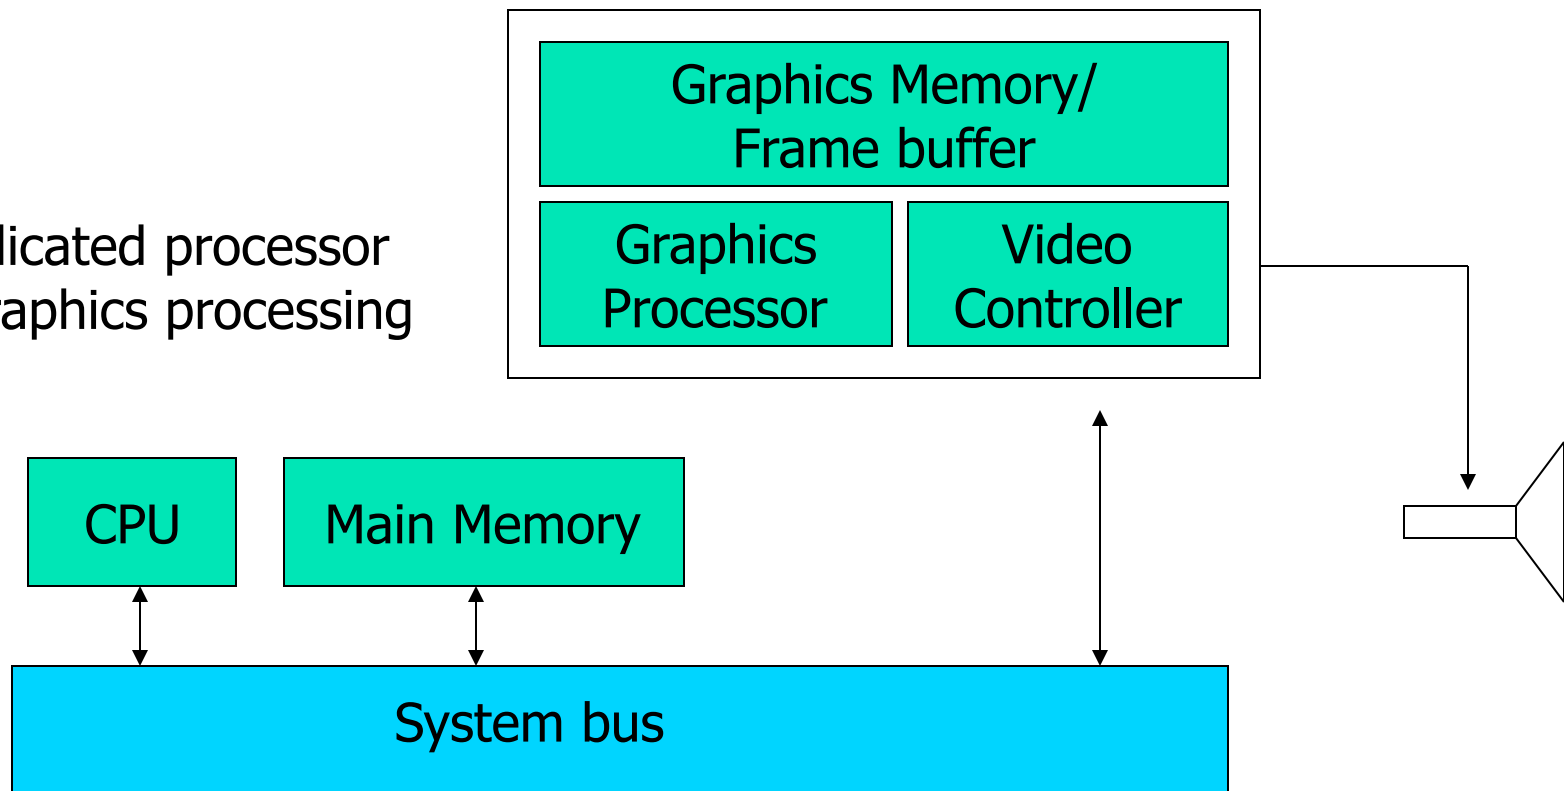 Graphics Memory/
Frame buffer
licated processor
aphics processing
Graphics
Processor
Video
Controller
CPU
Main Memory
System bus